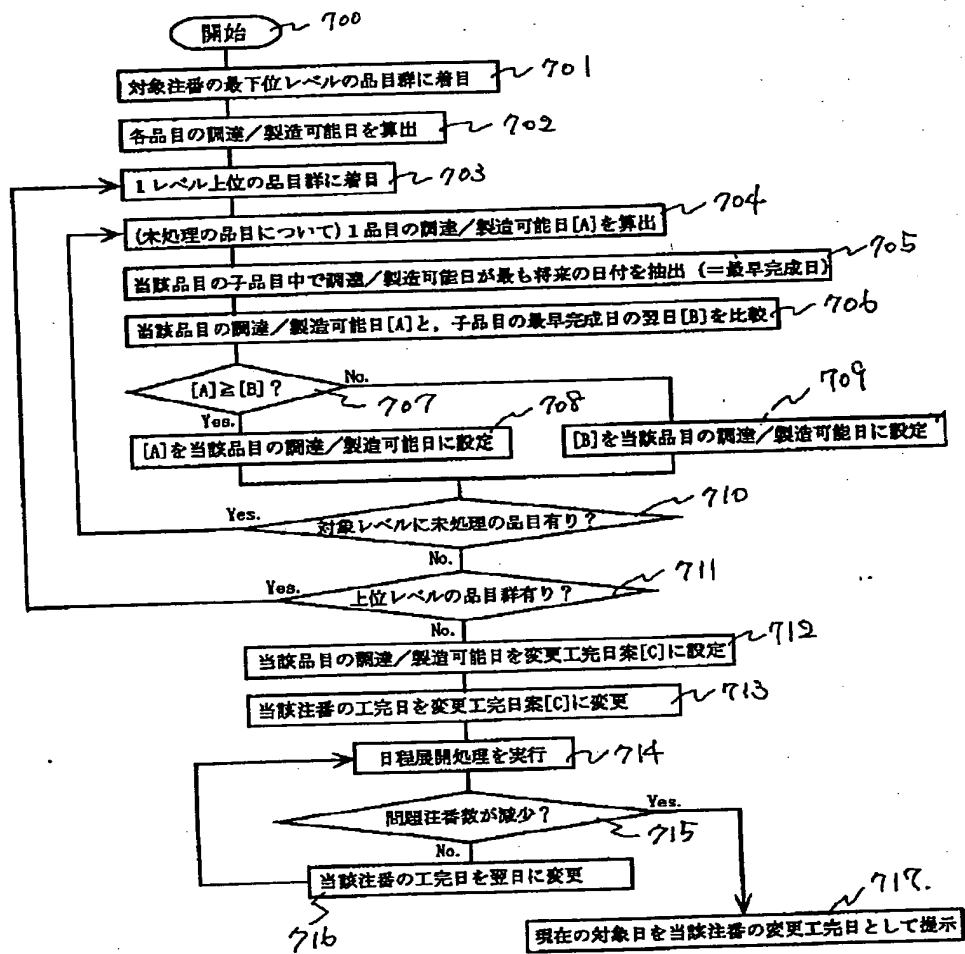 開始
700
対象注番の最下位レベルの品目群に着目
701
各品目の調達／製造可能日を算出
702
1レベル上位の品目群に着目
703
(未処理の品目について)1品目の調達／製造可能日[A]を算出
704
当該品目の子品目中で調達／製造可能日が最も将来の日付を抽出 (＝最早完成日)
705
当該品目の調達／製造可能日[A]と，子品目の最早完成日の翌日[B]を比較
706
[A]≧[B]？
No.
707
Yes.
708
709
[A]を当該品目の調達／製造可能日に設定
[B]を当該品目の調達／製造可能日に設定
710
Yes.
対象レベルに未処理の品目有り？
No.
711
Yes.
上位レベルの品目群有り？
No.
712
当該品目の調達／製造可能日を変更工完日案[C]に設定
713
当該注番の工完日を変更工完日案[C]に変更
日程展開処理を実行
714
問題注番数が減少？
Yes.
715
No.
当該注番の工完日を翌日に変更
716
717.
現在の対象日を当該注番の変更工完日として提示